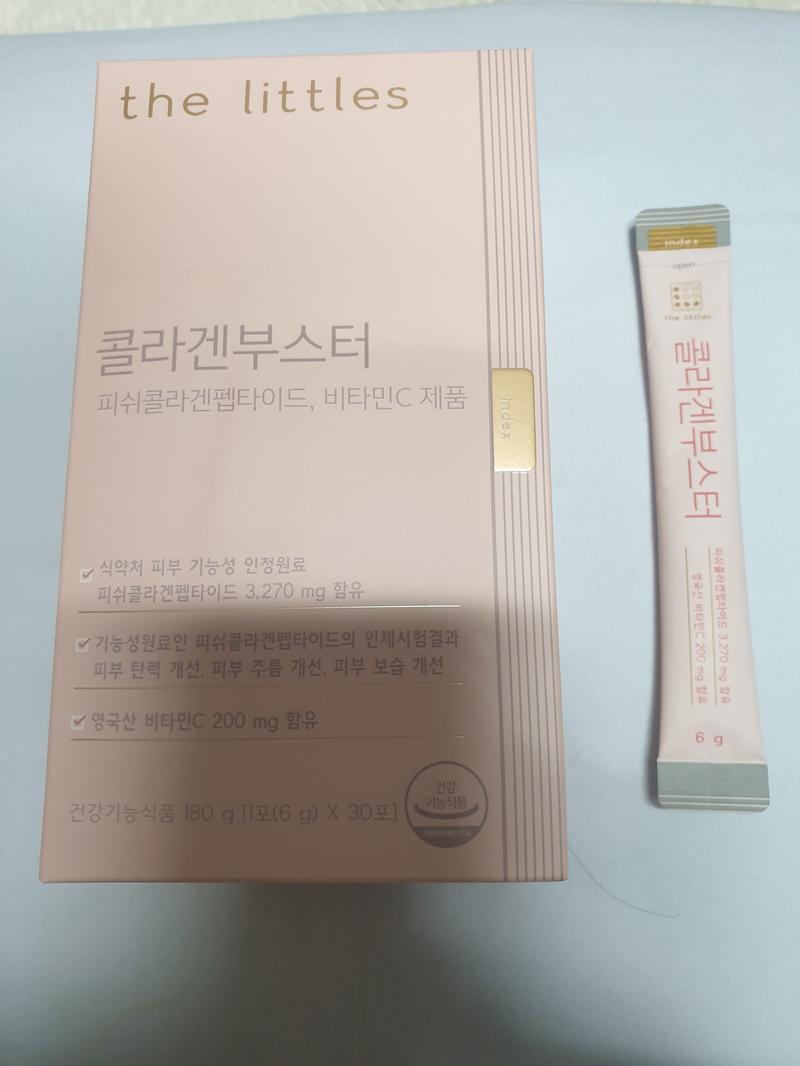 the littles
콜라겐부스터
피쉬콜라겐펩타이드, 비타민C 제품
index
식약처 피부 기능성 인정원료
피쉬콜라겐펩타이드 3,270 mg 함유
기능성원료인 피쉬콜라겐펩타이드의 인체시험결과
피부 탄력 개선, 피부 주름 개선, 피부 보습 개선
영국산 비타민C 200 mg 함유
건강기능식품 180 g [1포(6 g) X 30포]
건강
기능식품
식품의약품안전처
index
open
the littles
콜라겐부스터
피쉬콜라겐펩타이드 3,270 mg 함유
영국산 비타민C 200 mg 함유
6 g